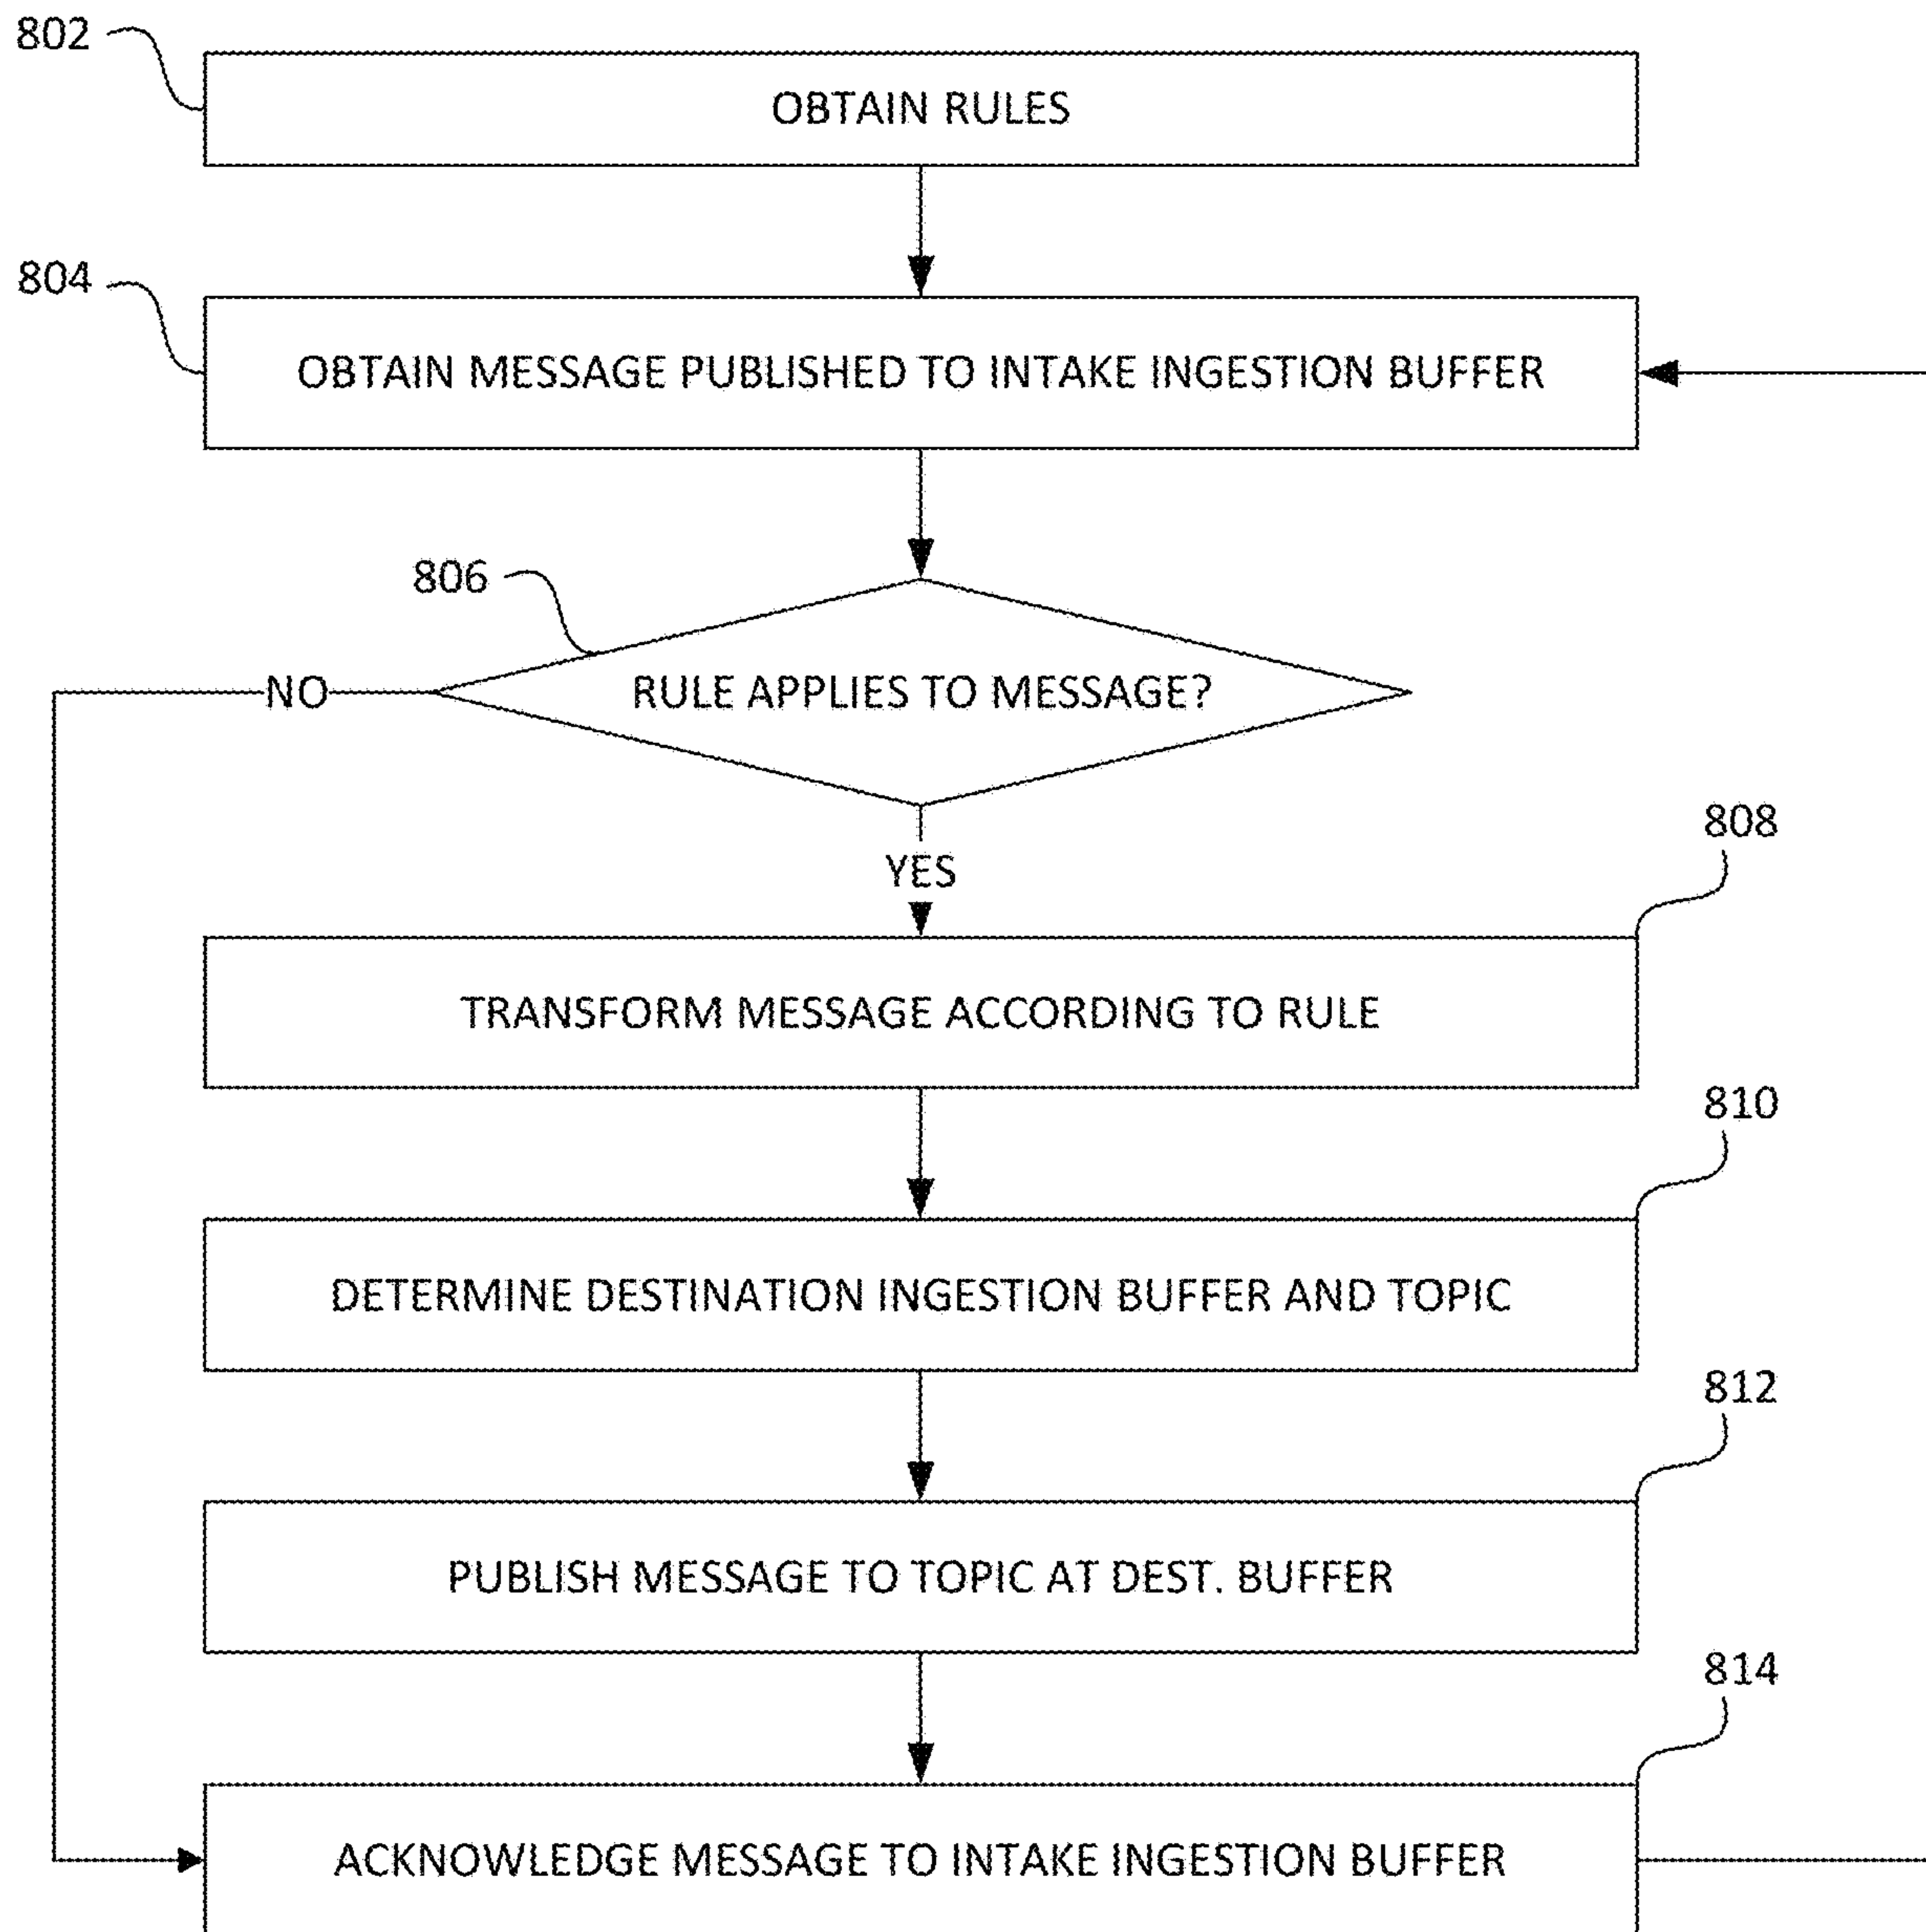 802
OBTAIN RULES
804
OBTAIN MESSAGE PUBLISHED TO INTAKE INGESTION BUFFER
806
NO
RULE APPLIES TO MESSAGE?
YES
808
TRANSFORM MESSAGE ACCORDING TO RULE
810
DETERMINE DESTINATION INGESTION BUFFER AND TOPIC
812
PUBLISH MESSAGE TO TOPIC AT DEST. BUFFER
814
ACKNOWLEDGE MESSAGE TO INTAKE INGESTION BUFFER